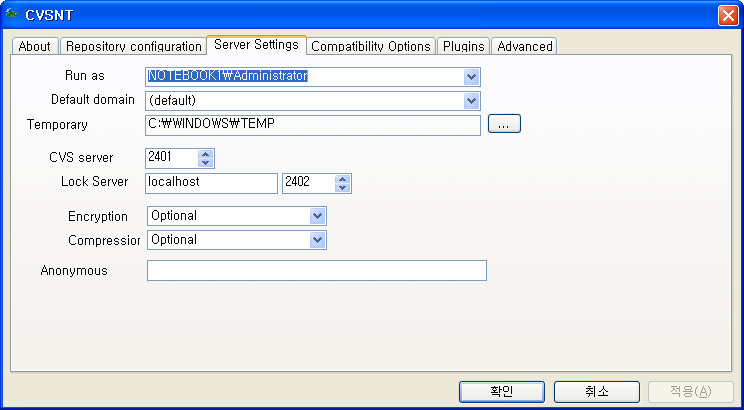 CVSNT
About Repository configuration Server Settings Compatibility Options Plugins Advanced
Run as NOTEBOOK1₩Administrator
Default domain (default)
Temporary C:₩WINDOWS₩TEMP ...
CVS server 2401
Lock Server localhost 2402
Encryption Optional
Compression Optional
Anonymous
확인 취소 적용(A)